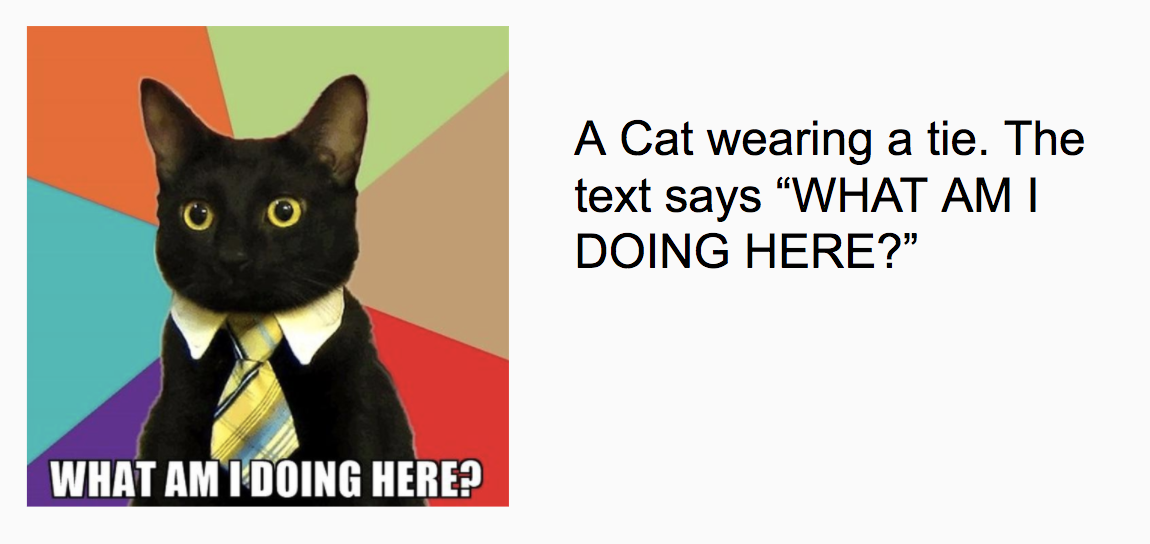 WHAT AM I DOING HERE?
A Cat wearing a tie. The
text says “WHAT AM I
DOING HERE?”